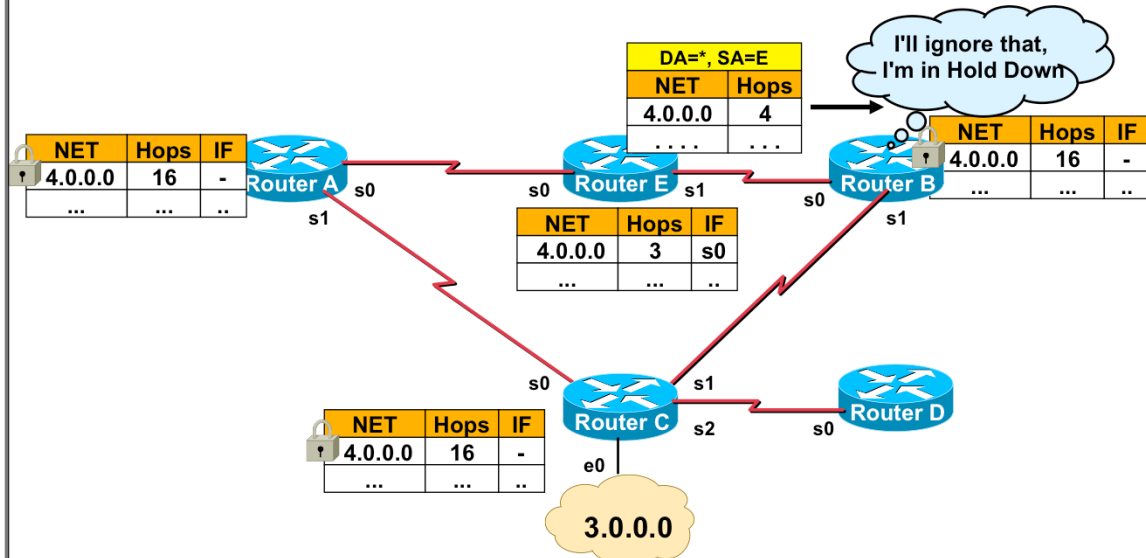 I'll ignore that,
I'm in Hold Down
DA=*, SA=E
NET Hops
4.0.0.0 4
. . . . . . .
NET Hops IF
4.0.0.0 16 -
... ... ..
Router A
s0
s1
s0
Router E
s1
NET Hops IF
4.0.0.0 3 s0
... ... ..
s0
Router B
s1
NET Hops IF
4.0.0.0 16 -
... ... ..
s0
Router C
s1
s2
e0
s0
Router D
NET Hops IF
4.0.0.0 16 -
... ... ..
3.0.0.0